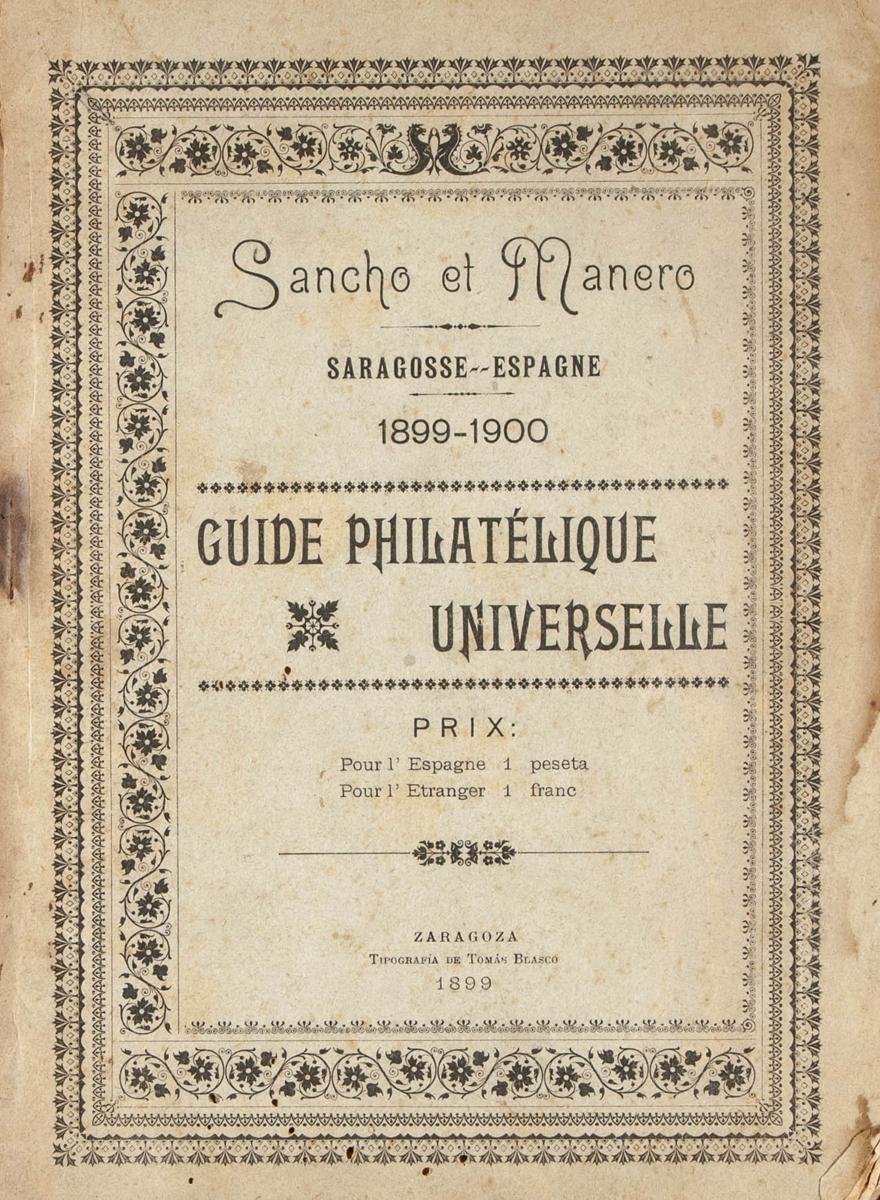 Sancho et Manero
SARAGOSSE--ESPAGNE
1899-1900
GUIDE PHILATÉLIQUE
UNIVERSELLE
PRIX:
Pour l' Espagne 1 peseta
Pour l' Etranger 1 franc
ZARAGOZA
TIPOGRAFÍA DE TOMÁS BLASCO
1899